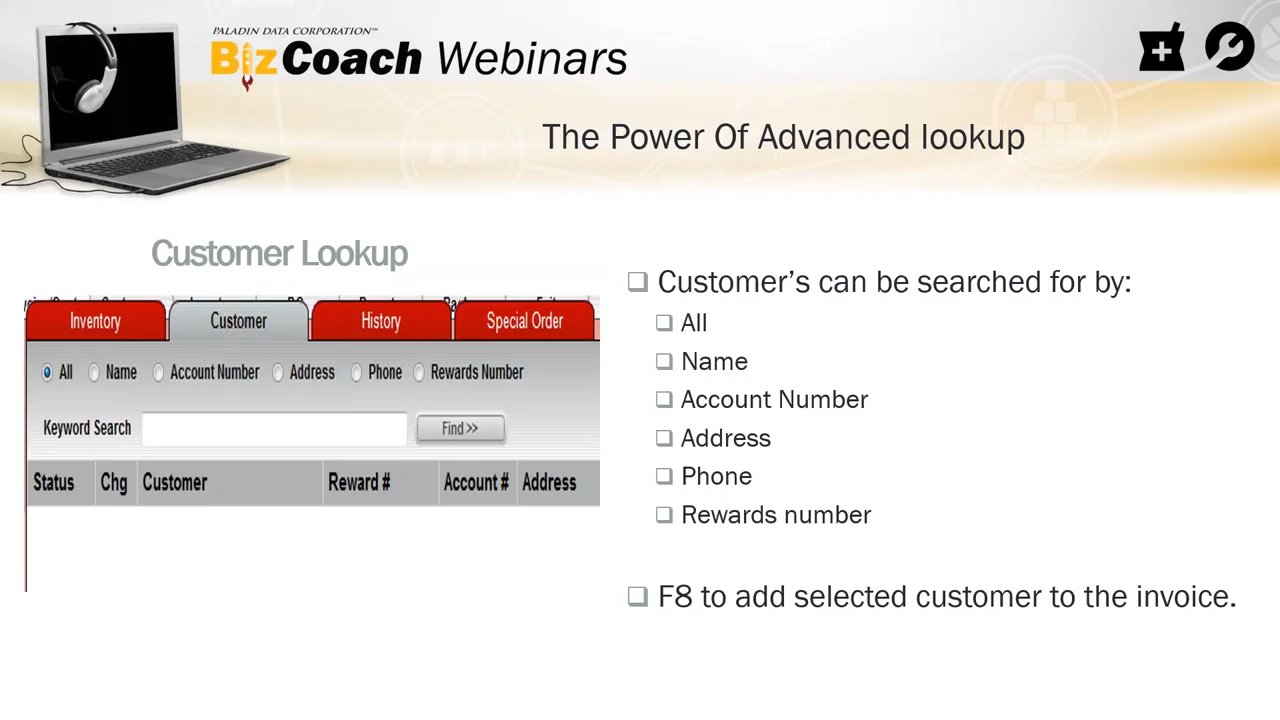 PALADIN DATA CORPORATION™
BizCoach Webinars
The Power Of Advanced lookup
Customer Lookup
Inventory Customer History Special Order
All Name Account Number Address Phone Rewards Number
Keyword Search Find >>
Status Chg Customer Reward # Account # Address
Customer’s can be searched for by:
All
Name
Account Number
Address
Phone
Rewards number
F8 to add selected customer to the invoice.